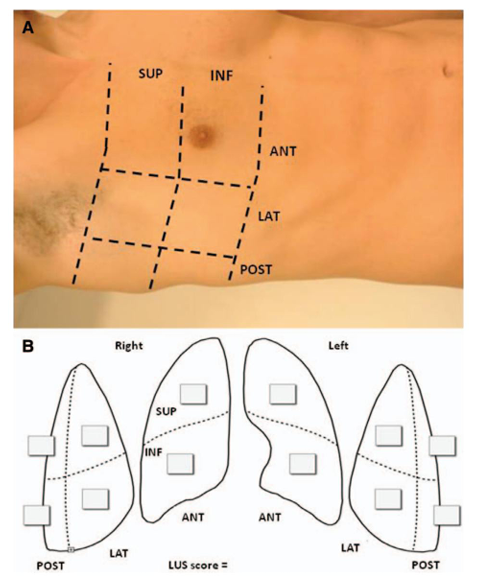 A
SUP INF
ANT
LAT
POST
B
Right Left
SUP
INF
ANT ANT
LAT LAT
POST LUS score = POST